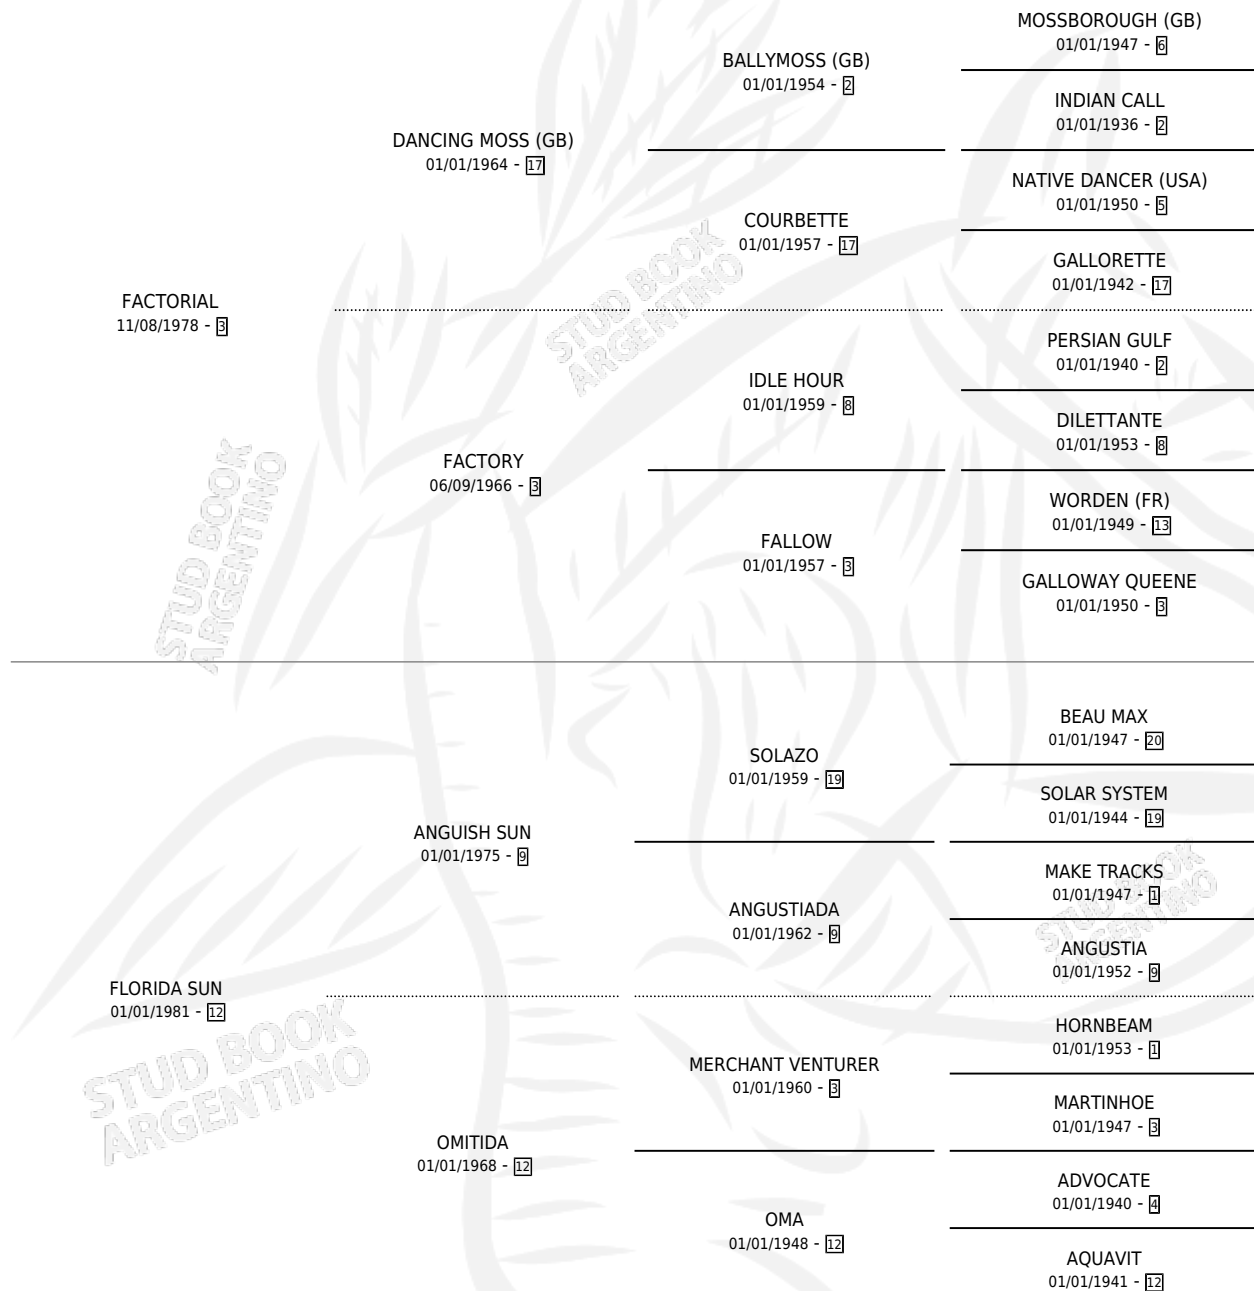 MOSSBOROUGH (GB)
01/01/1947 - 6
BALLYMOSS (GB)
01/01/1954 - 2
INDIAN CALL
01/01/1936 - 2
DANCING MOSS (GB)
01/01/1964 - 17
NATIVE DANCER (USA)
01/01/1950 - 5
COURBETTE
01/01/1957 - 17
GALLORETTE
01/01/1942 - 17
FACTORIAL
11/08/1978 - 3
PERSIAN GULF
01/01/1940 - 2
IDLE HOUR
01/01/1959 - 8
DILETTANTE
01/01/1953 - 8
FACTORY
06/09/1966 - 3
WORDEN (FR)
01/01/1949 - 13
FALLOW
01/01/1957 - 3
GALLOWAY QUEENE
01/01/1950 - 3
BEAU MAX
01/01/1947 - 20
SOLAZO
01/01/1959 - 19
SOLAR SYSTEM
01/01/1944 - 19
ANGUISH SUN
01/01/1975 - 9
MAKE TRACKS
01/01/1947 - 1
ANGUSTIADA
01/01/1962 - 9
ANGUSTIA
01/01/1952 - 9
FLORIDA SUN
01/01/1981 - 12
HORNBEAM
01/01/1953 - 1
MERCHANT VENTURER
01/01/1960 - 3
MARTINHOE
01/01/1947 - 3
OMITIDA
01/01/1968 - 12
ADVOCATE
01/01/1940 - 4
OMA
01/01/1948 - 12
AQUAVIT
01/01/1941 - 12
STUD BOOK
ARGENTINO
STUD BOOK
ARGENTINO
STUD BOOK
ARGENTINO
STUD BOOK
ARGENTINO